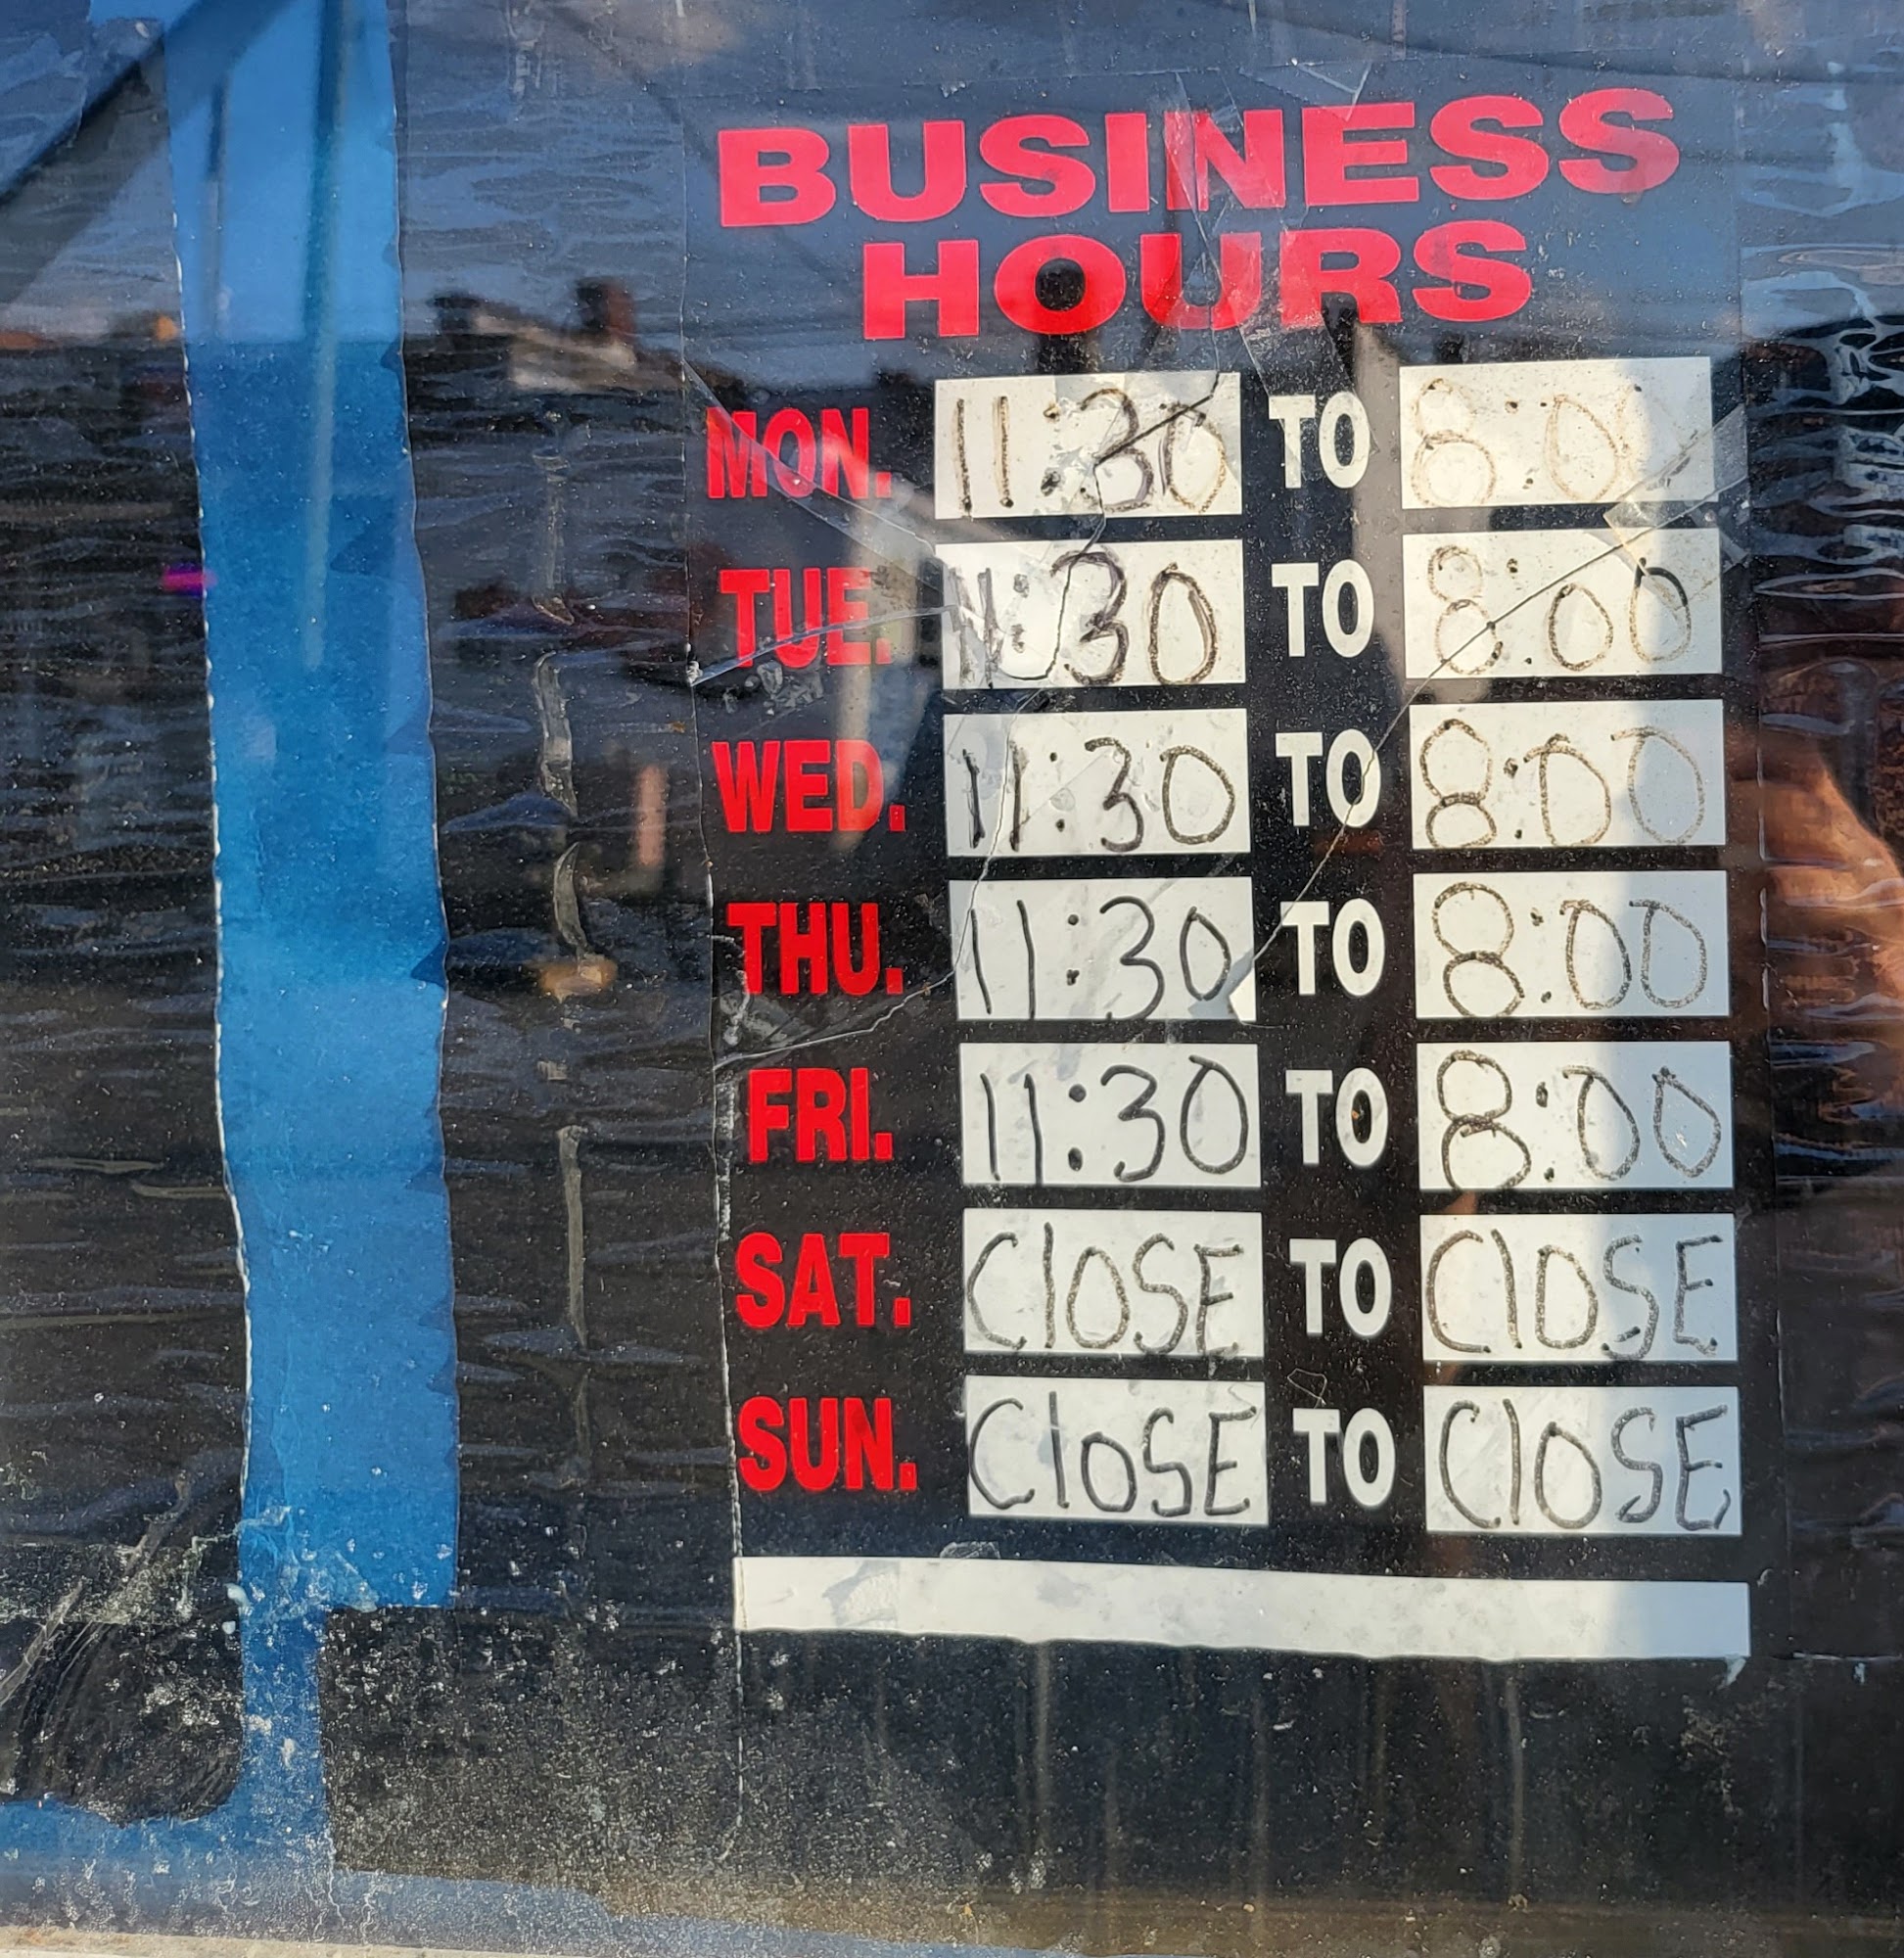 BUSINESS
HOURS
MON. 11:30 TO 8:0
TUE. 11:30 TO 8:00
WED. 11:30 TO 8:00
THU. 11:30 TO 8:00
FRI. 11:30 TO 8:00
SAT. ClOSE TO ClOSE
SUN. ClOSE TO ClOSE